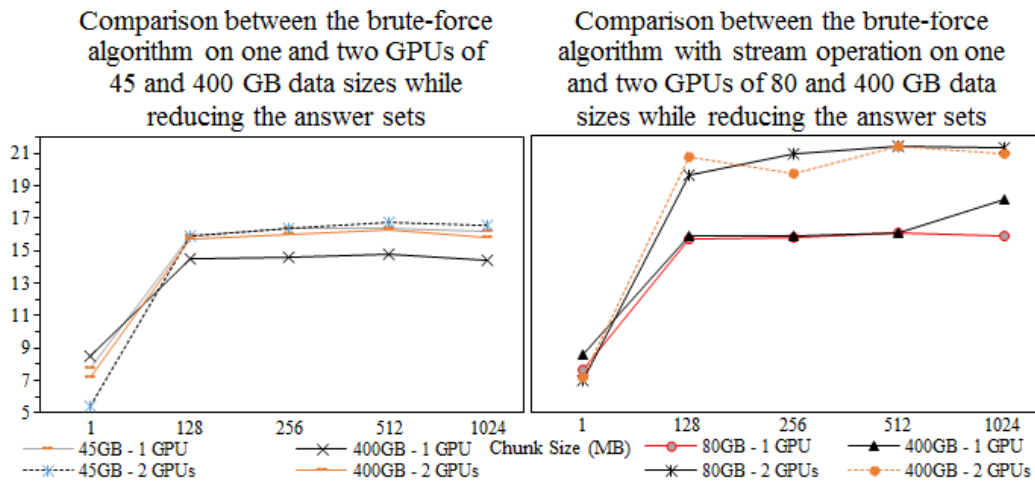 Comparison between the brute-force
algorithm on one and two GPUs of
45 and 400 GB data sizes while
reducing the answer sets
21
19
17
15
13
11
9
7
5
1 128 256 512 1024
45GB - 1 GPU 400GB - 1 GPU
45GB - 2 GPUs 400GB - 2 GPUs
Chunk Size (MB)
Comparison between the brute-force
algorithm with stream operation on one
and two GPUs of 80 and 400 GB data
sizes while reducing the answer sets
1 128 256 512 1024
80GB - 1 GPU 400GB - 1 GPU
80GB - 2 GPUs 400GB - 2 GPUs